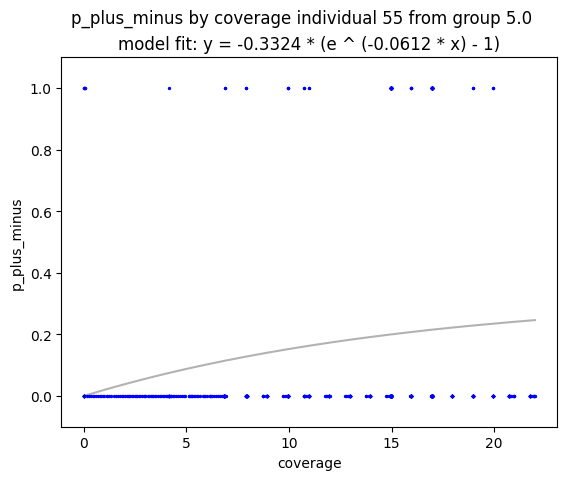 p_plus_minus by coverage individual 55 from group 5.0
model fit: y = -0.3324 * (e ^ (-0.0612 * x) - 1)
1.0
0.8
0.6
0.4
0.2
0.0
p_plus_minus
0
5
10
15
20
coverage